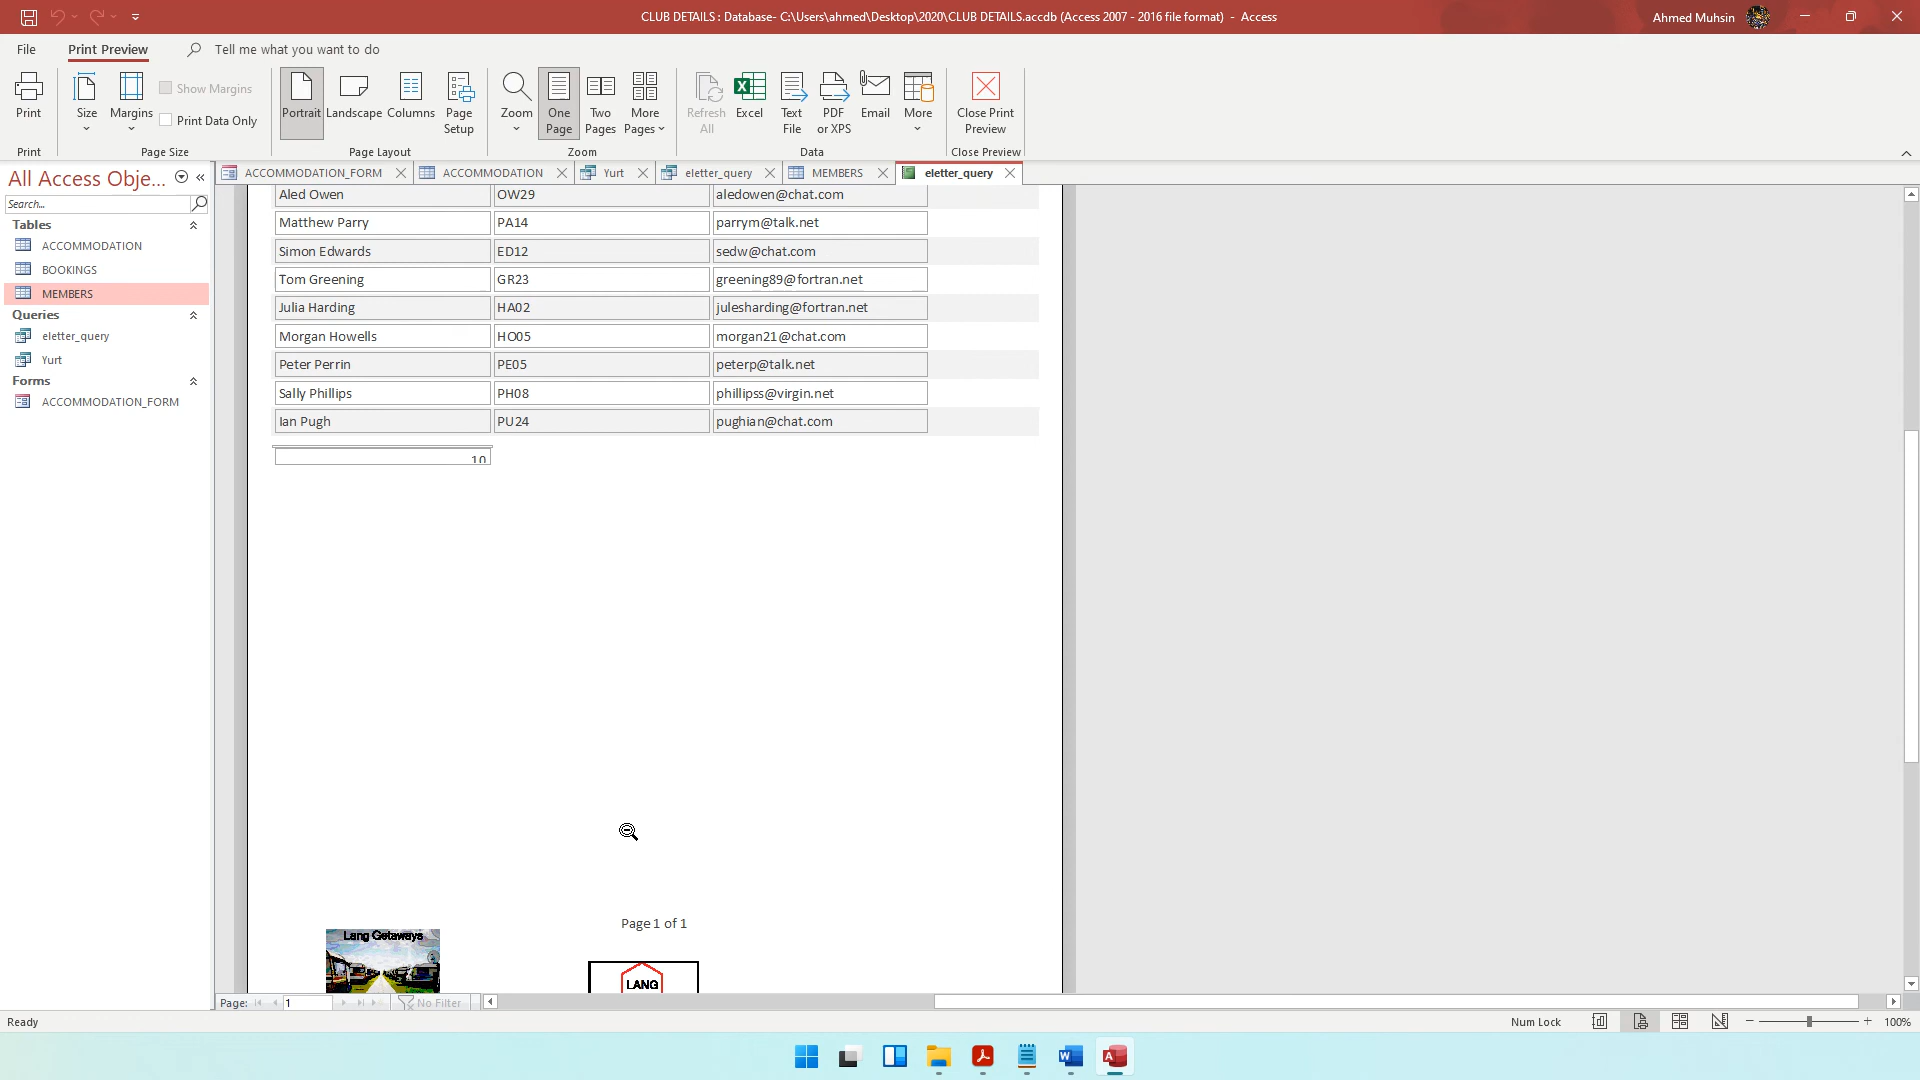 CLUB DETAILS : Database- C:\Users\ahmed\Desktop\2020\CLUB DETAILS.accdb (Access 2007 - 2016 file format) - Access
Ahmed Muhsin
File Print Preview Tell me what you want to do
Print
Size
Margins
Show Margins
Print Data Only
Portrait
Landscape
Columns
Page Setup
Zoom
One Page
Two Pages
More Pages
Refresh All
Excel
Text File
PDF or XPS
Email
More
Close Print Preview
Print Page Size Page Layout Zoom Data Close Preview
All Access Obje...
Search...
Tables
ACCOMMODATION
BOOKINGS
MEMBERS
Queries
eletter_query
Yurt
Forms
ACCOMMODATION_FORM
ACCOMMODATION_FORM ACCOMMODATION Yurt eletter_query MEMBERS eletter_query
Aled Owen OW29 aledowen@chat.com
Matthew Parry PA14 parrym@talk.net
Simon Edwards ED12 sedw@chat.com
Tom Greening GR23 greening89@fortran.net
Julia Harding HA02 julesharding@fortran.net
Morgan Howells HO05 morgan21@chat.com
Peter Perrin PE05 peterp@talk.net
Sally Phillips PH08 phillipss@virgin.net
Ian Pugh PU24 pughian@chat.com
10
Page 1 of 1
Lang Getaways
LANG
Page: 1 No Filter
Ready
Num Lock
100%